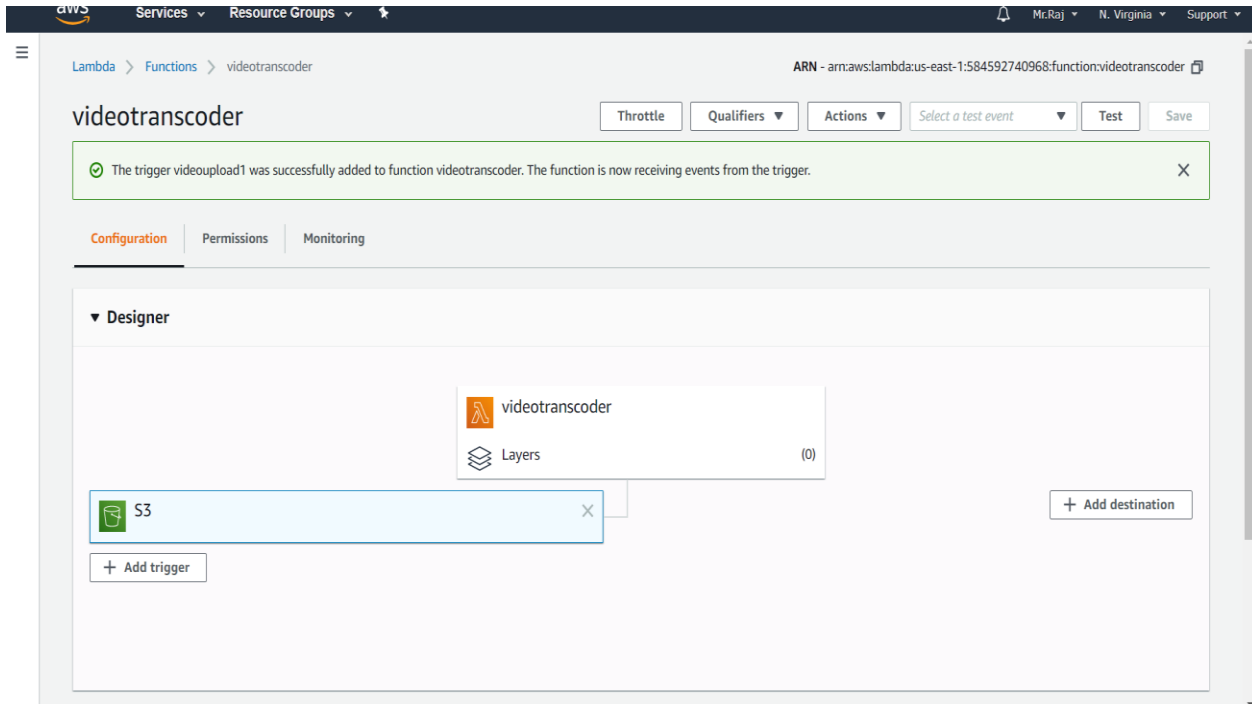 aws Services Resource Groups Mr.Raj N. Virginia Support
Lambda Functions videotranscoder ARN - arn:aws:lambda:us-east-1:584592740968:function:videotranscoder
videotranscoder Throttle Qualifiers Actions Select a test event Test Save
The trigger videoupload1 was successfully added to function videotranscoder. The function is now receiving events from the trigger.
Configuration Permissions Monitoring
Designer
videotranscoder
Layers (0)
S3
+ Add destination
+ Add trigger